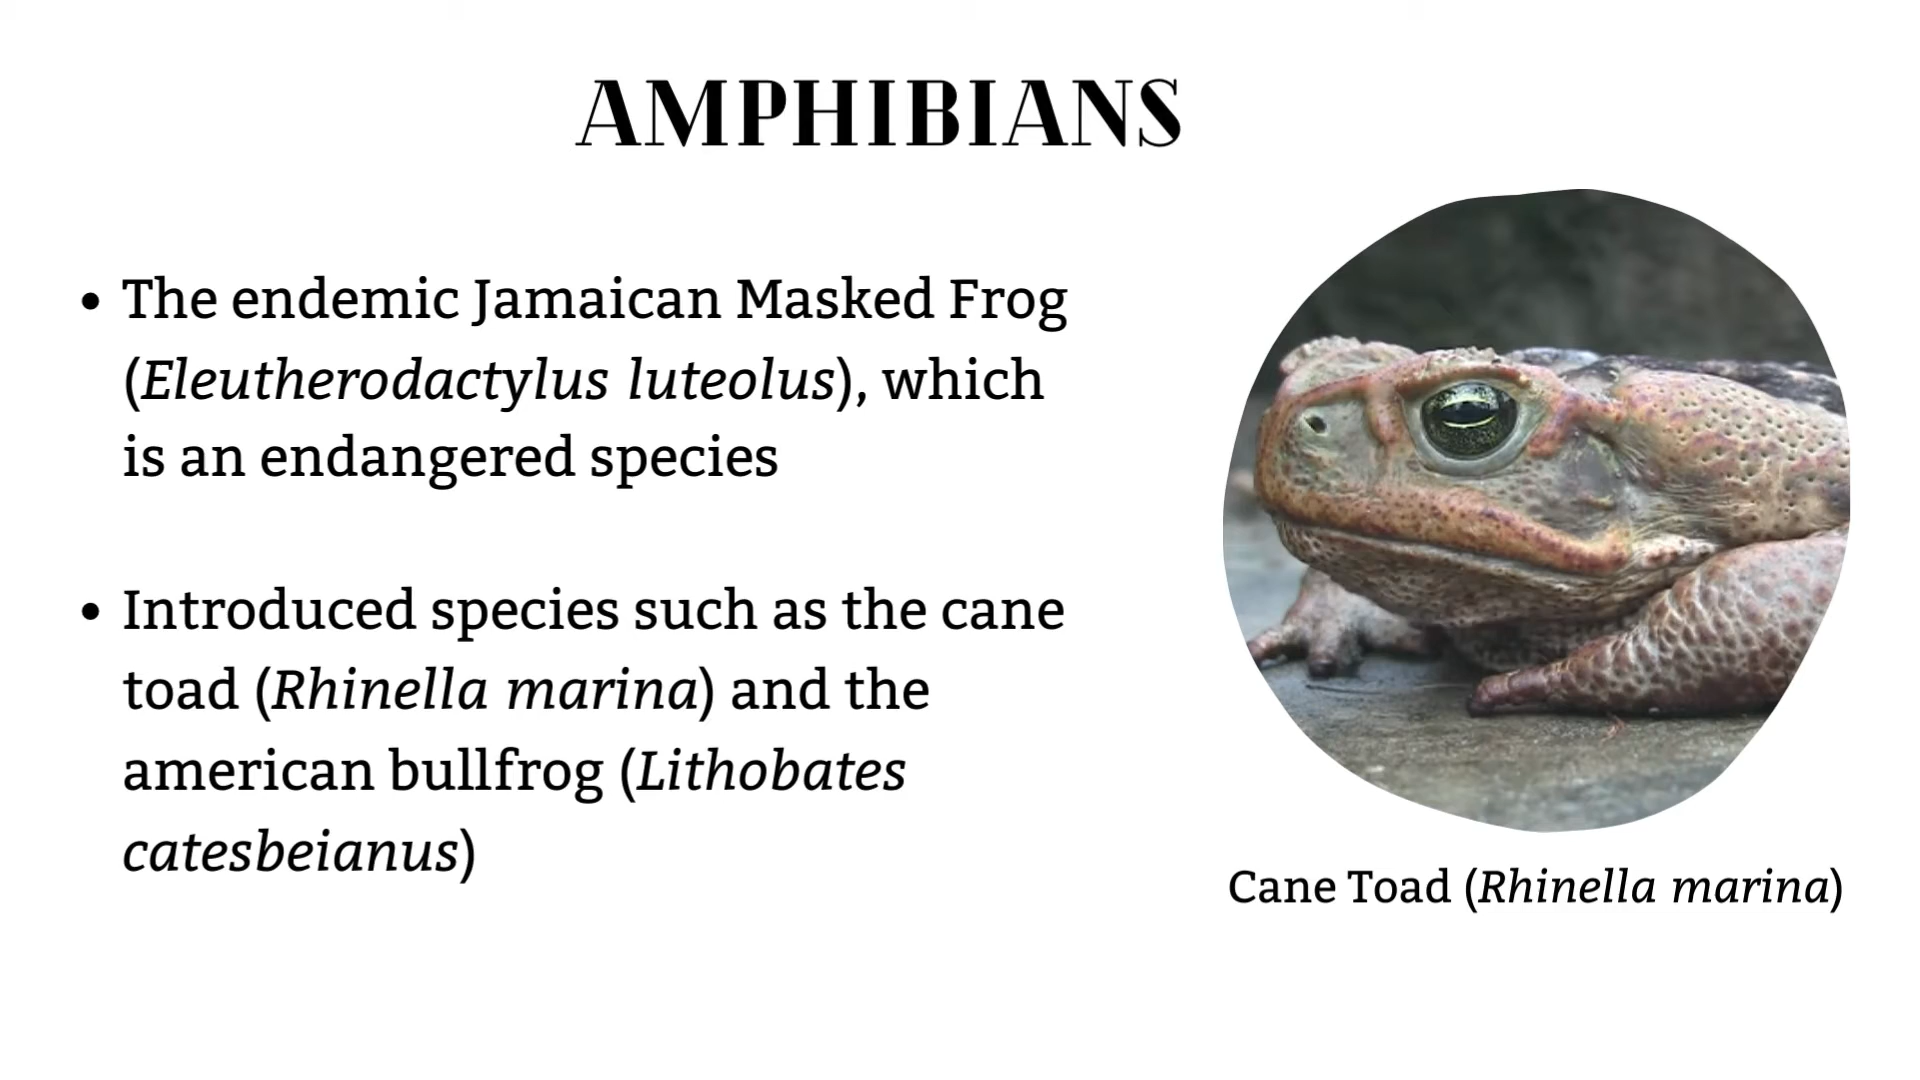 AMPHIBIANS
• The endemic Jamaican Masked Frog
(Eleutherodactylus luteolus), which
is an endangered species
• Introduced species such as the cane
toad (Rhinella marina) and the
american bullfrog (Lithobates
catesbeianus)
Cane Toad (Rhinella marina)